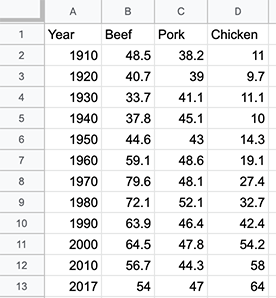 A B C D
1 Year Beef Pork Chicken
2 1910 48.5 38.2 11
3 1920 40.7 39 9.7
4 1930 33.7 41.1 11.1
5 1940 37.8 45.1 10
6 1950 44.6 43 14.3
7 1960 59.1 48.6 19.1
8 1970 79.6 48.1 27.4
9 1980 72.1 52.1 32.7
10 1990 63.9 46.4 42.4
11 2000 64.5 47.8 54.2
12 2010 56.7 44.3 58
13 2017 54 47 64